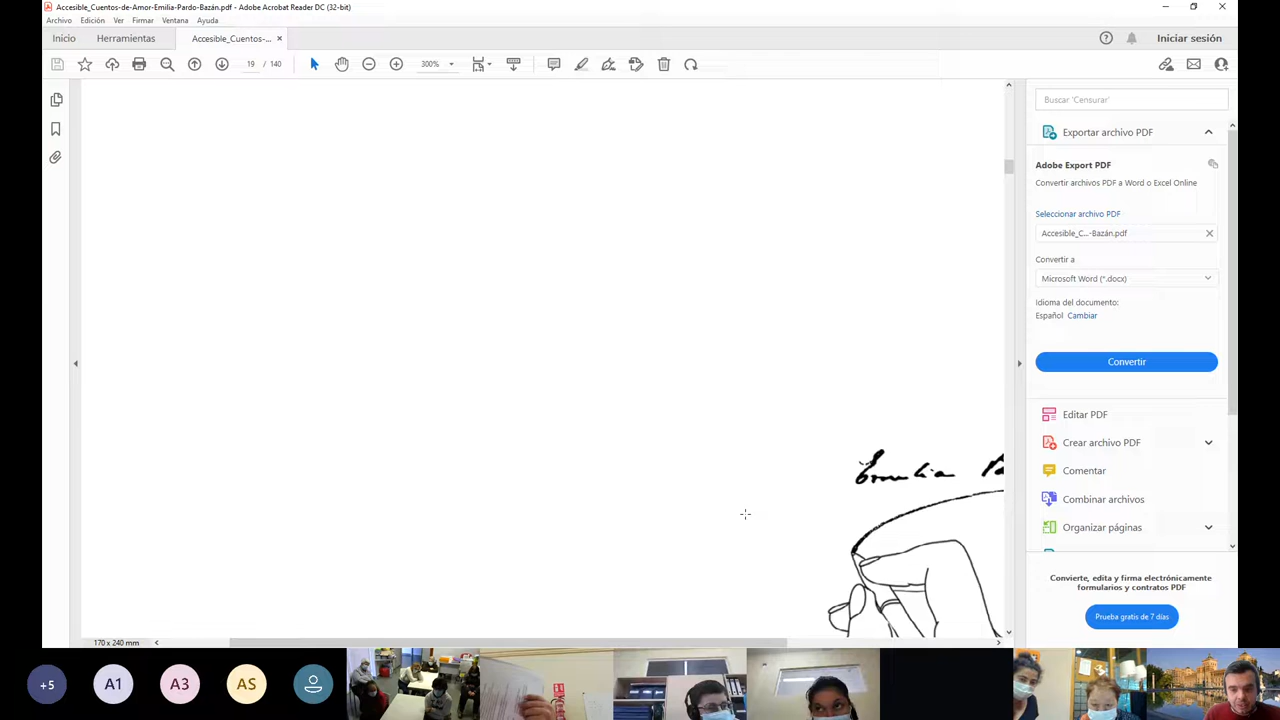 Accesible_Cuentos-de-Amor-Emilia-Pardo-Bazán.pdf - Adobe Acrobat Reader DC (32-bit)
Archivo Edición Ver Firmar Ventana Ayuda
Inicio Herramientas Accesible_Cuentos-... × Iniciar sesión
19 / 140 300%
Buscar 'Censurar'
Exportar archivo PDF
Adobe Export PDF
Convertir archivos PDF a Word o Excel Online
Seleccionar archivo PDF
Accesible_C...-Bazán.pdf
Convertir a
Microsoft Word (*.docx)
Idioma del documento:
Español Cambiar
Convertir
Editar PDF
Crear archivo PDF
Comentar
Combinar archivos
Organizar páginas
Emilia
Convierte, edita y firma electrónicamente
formularios y contratos PDF
Prueba gratis de 7 días
170 x 240 mm
+5 A1 A3 AS